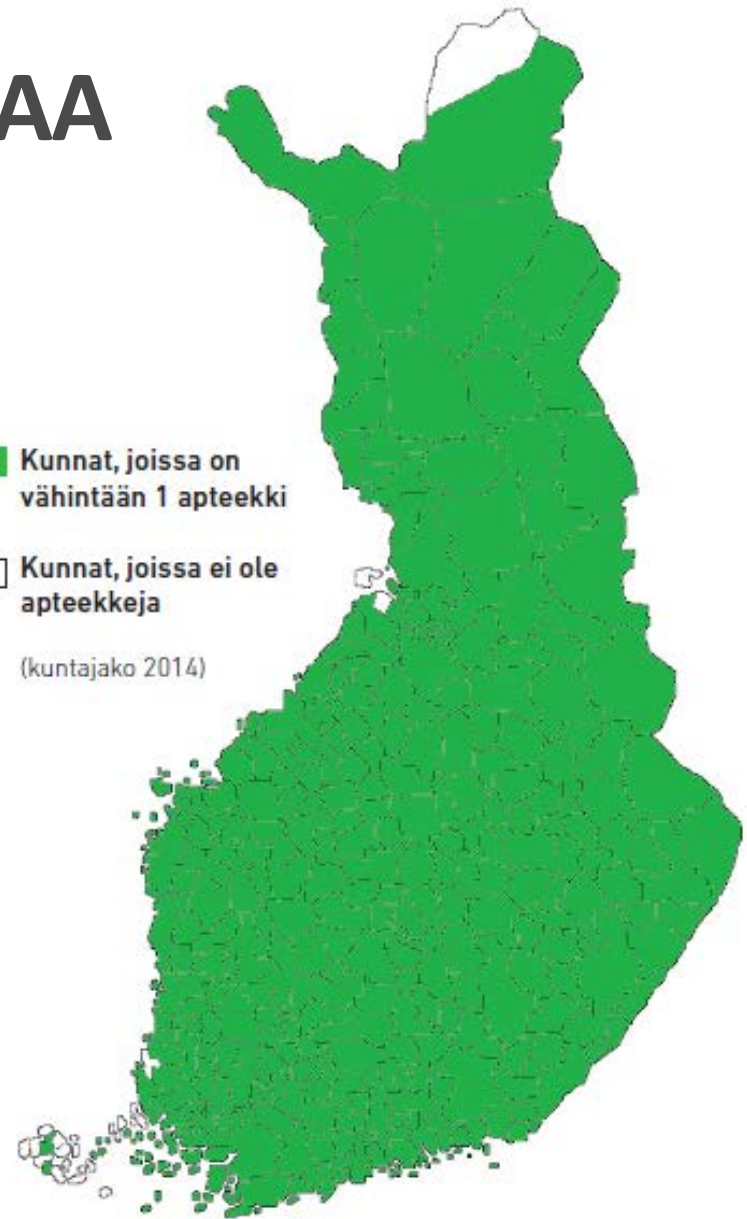 AA
Kunnat, joissa on
vähintään 1 apteekki
Kunnat, joissa ei ole
apteekkeja
(kuntajako 2014)